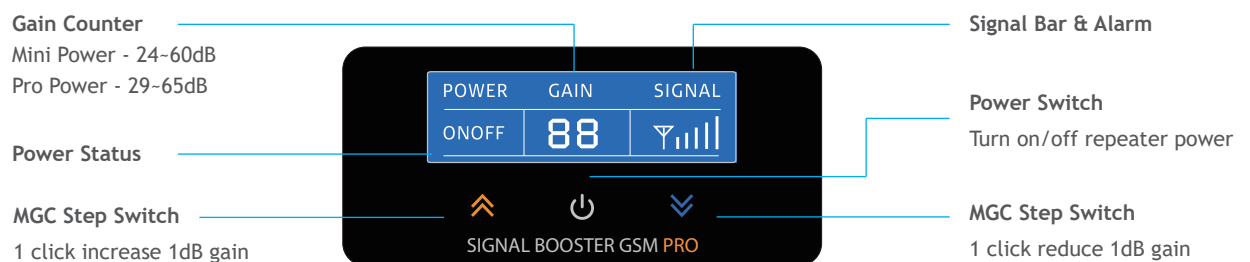 Gain Counter
Mini Power - 24~60dB
Pro Power - 29~65dB
Power Status
MGC Step Switch
1 click increase 1dB gain
POWER GAIN SIGNAL
ONOFF 88
SIGNAL BOOSTER GSM PRO
Signal Bar & Alarm
Power Switch
Turn on/off repeater power
MGC Step Switch
1 click reduce 1dB gain